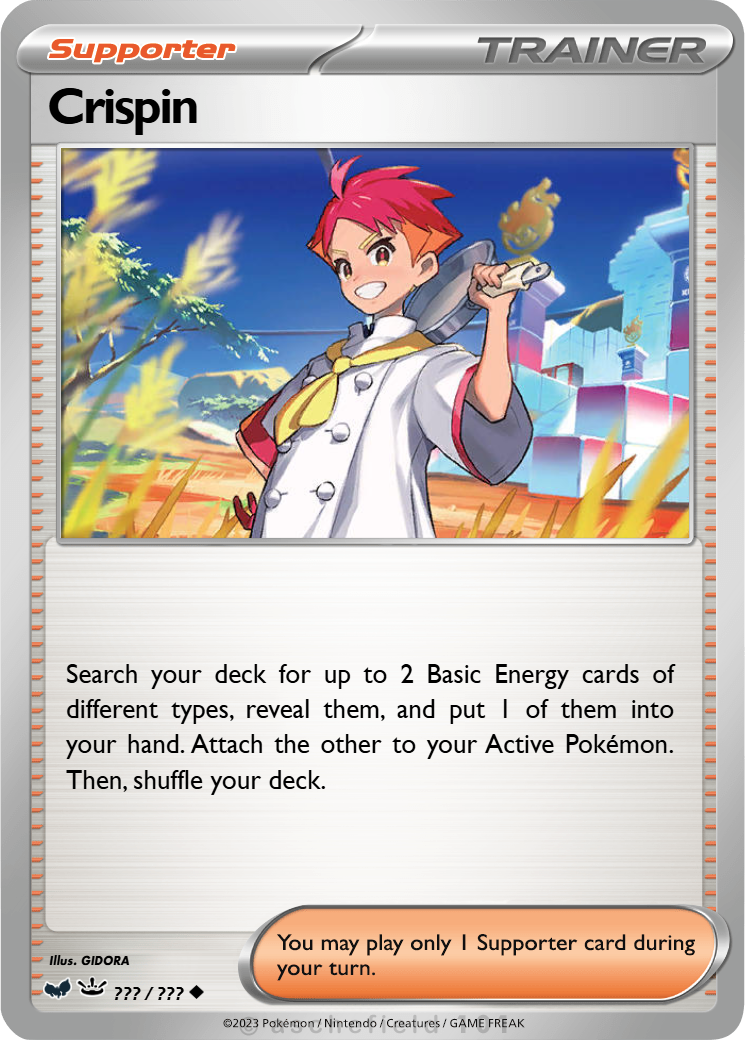 Supporter
TRAINER
Crispin
Search your deck for up to 2 Basic Energy cards of
different types, reveal them, and put 1 of them into
your hand. Attach the other to your Active Pokémon.
Then, shuffle your deck.
You may play only 1 Supporter card during
your turn.
Illus. GIDORA
??? / ??? ◆
©2023 Pokémon / Nintendo / Creatures / GAME FREAK